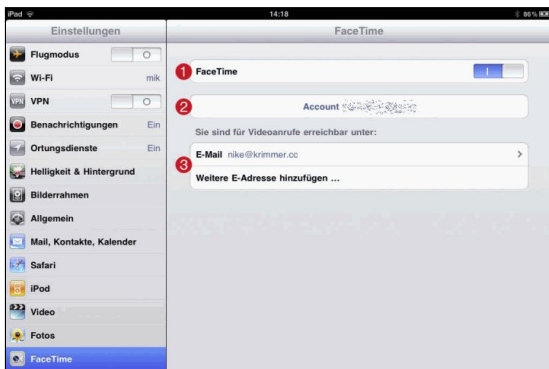 iPad 14:18 86%
Einstellungen
Flugmodus
Wi-Fi mik
VPN VPN
Benachrichtigungen Ein
Ortungsdienste Ein
Helligkeit & Hintergrund
Bilderrahmen
Allgemein
Mail, Kontakte, Kalender
Safari
iPod
Video
Fotos
FaceTime
FaceTime
1 FaceTime
2 Account
Sie sind für Videoanrufe erreichbar unter:
3
E-Mail nike@krimmer.cc
Weitere E-Adresse hinzufügen ...